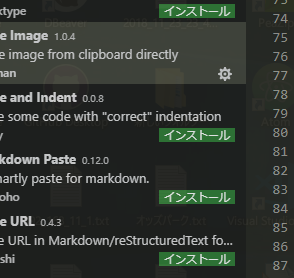 ktype インストール
e Image 1.0.4
e image from clipboard directly
nan
e and Indent 0.0.8
e some code with "correct" indentation
y インストール
kdown Paste 0.12.0
nartly paste for markdown.
oho インストール
e URL 0.4.3
e URL in Markdown/reStructuredText fo...
shi インストール
75
76
77
78
79
80
81
82
83
84
85
86
87